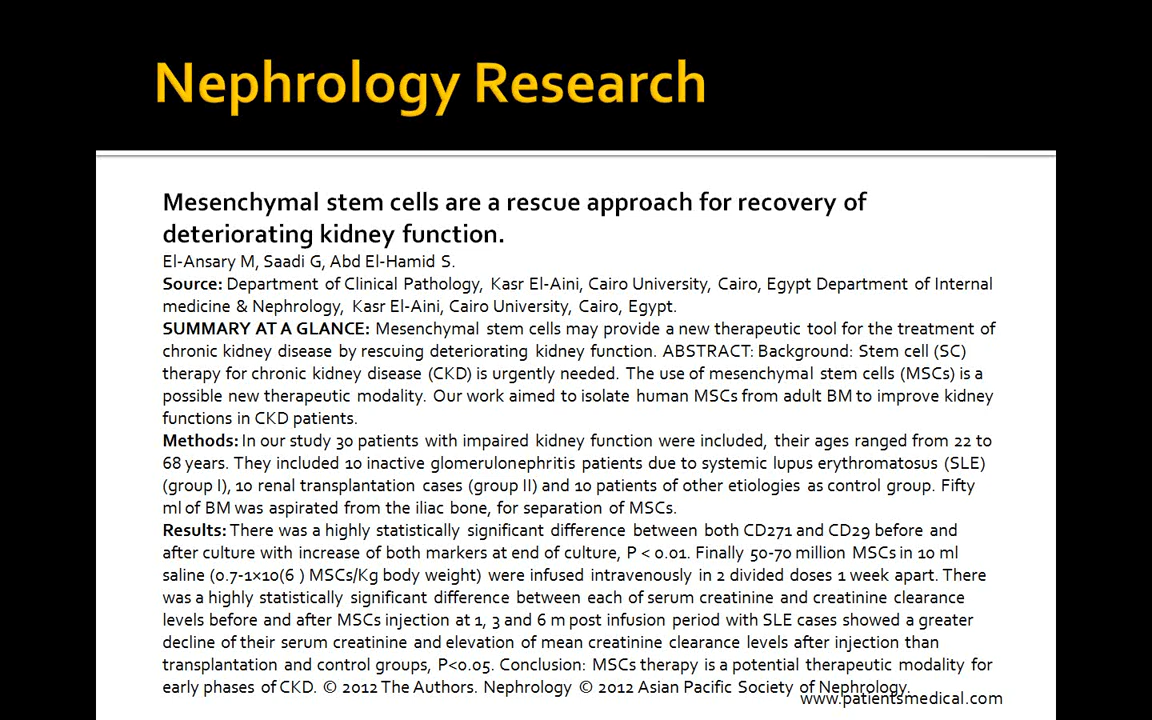 Nephrology Research
Mesenchymal stem cells are a rescue approach for recovery of
deteriorating kidney function.
El-Ansary M, Saadi G, Abd El-Hamid S.
Source: Department of Clinical Pathology, Kasr El-Aini, Cairo University, Cairo, Egypt Department of Internal
medicine & Nephrology, Kasr El-Aini, Cairo University, Cairo, Egypt.
SUMMARY AT A GLANCE: Mesenchymal stem cells may provide a new therapeutic tool for the treatment of
chronic kidney disease by rescuing deteriorating kidney function. ABSTRACT: Background: Stem cell (SC)
therapy for chronic kidney disease (CKD) is urgently needed. The use of mesenchymal stem cells (MSCs) is a
possible new therapeutic modality. Our work aimed to isolate human MSCs from adult BM to improve kidney
functions in CKD patients.
Methods: In our study 30 patients with impaired kidney function were included, their ages ranged from 22 to
68 years. They included 10 inactive glomerulonephritis patients due to systemic lupus erythromatosus (SLE)
(group I), 10 renal transplantation cases (group II) and 10 patients of other etiologies as control group. Fifty
ml of BM was aspirated from the iliac bone, for separation of MSCs.
Results: There was a highly statistically significant difference between both CD271 and CD29 before and
after culture with increase of both markers at end of culture, P < 0.01. Finally 50-70 million MSCs in 10 ml
saline (0.7-1×10(6 ) MSCs/Kg body weight) were infused intravenously in 2 divided doses 1 week apart. There
was a highly statistically significant difference between each of serum creatinine and creatinine clearance
levels before and after MSCs injection at 1, 3 and 6 m post infusion period with SLE cases showed a greater
decline of their serum creatinine and elevation of mean creatinine clearance levels after injection than
transplantation and control groups, P<0.05. Conclusion: MSCs therapy is a potential therapeutic modality for
early phases of CKD. © 2012 The Authors. Nephrology © 2012 Asian Pacific Society of Nephrology.
www.patientsmedical.com